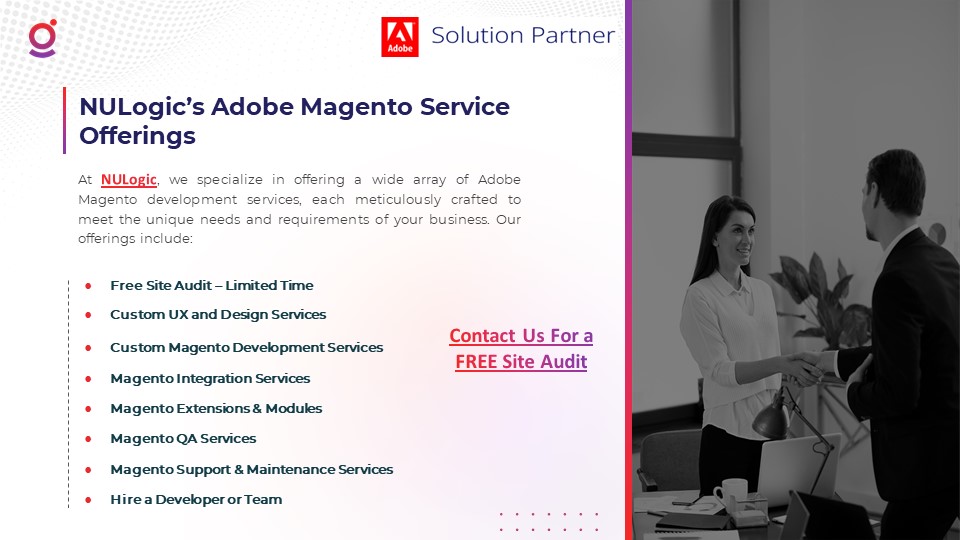 Adobe
Solution Partner
NULogic’s Adobe Magento Service
Offerings
At NULogic, we specialize in offering a wide array of Adobe
Magento development services, each meticulously crafted to
meet the unique needs and requirements of your business. Our
offerings include:
Free Site Audit – Limited Time
Custom UX and Design Services
Custom Magento Development Services
Magento Integration Services
Magento Extensions & Modules
Magento QA Services
Magento Support & Maintenance Services
Hire a Developer or Team
Contact Us For a
FREE Site Audit